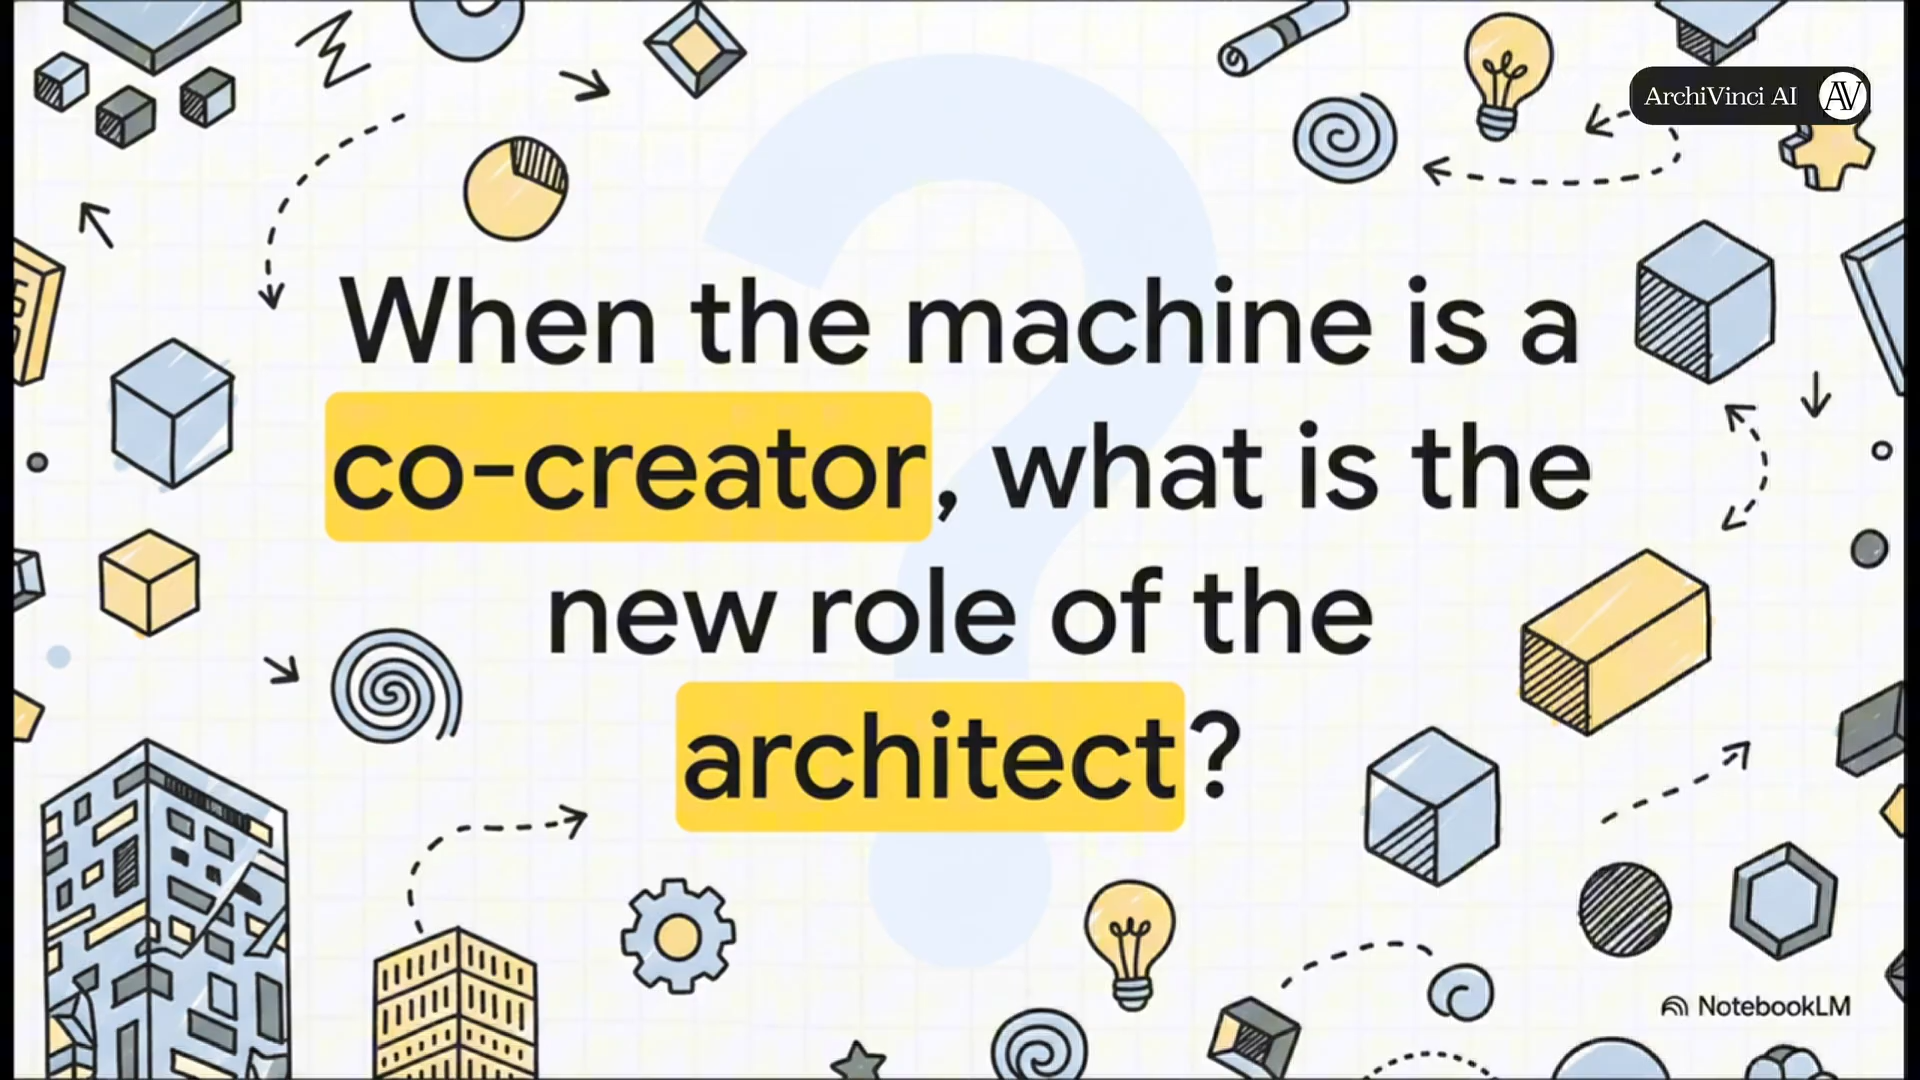 ArchiVinci AI AV
When the machine is a
co-creator, what is the
new role of the
architect?
NotebookLM